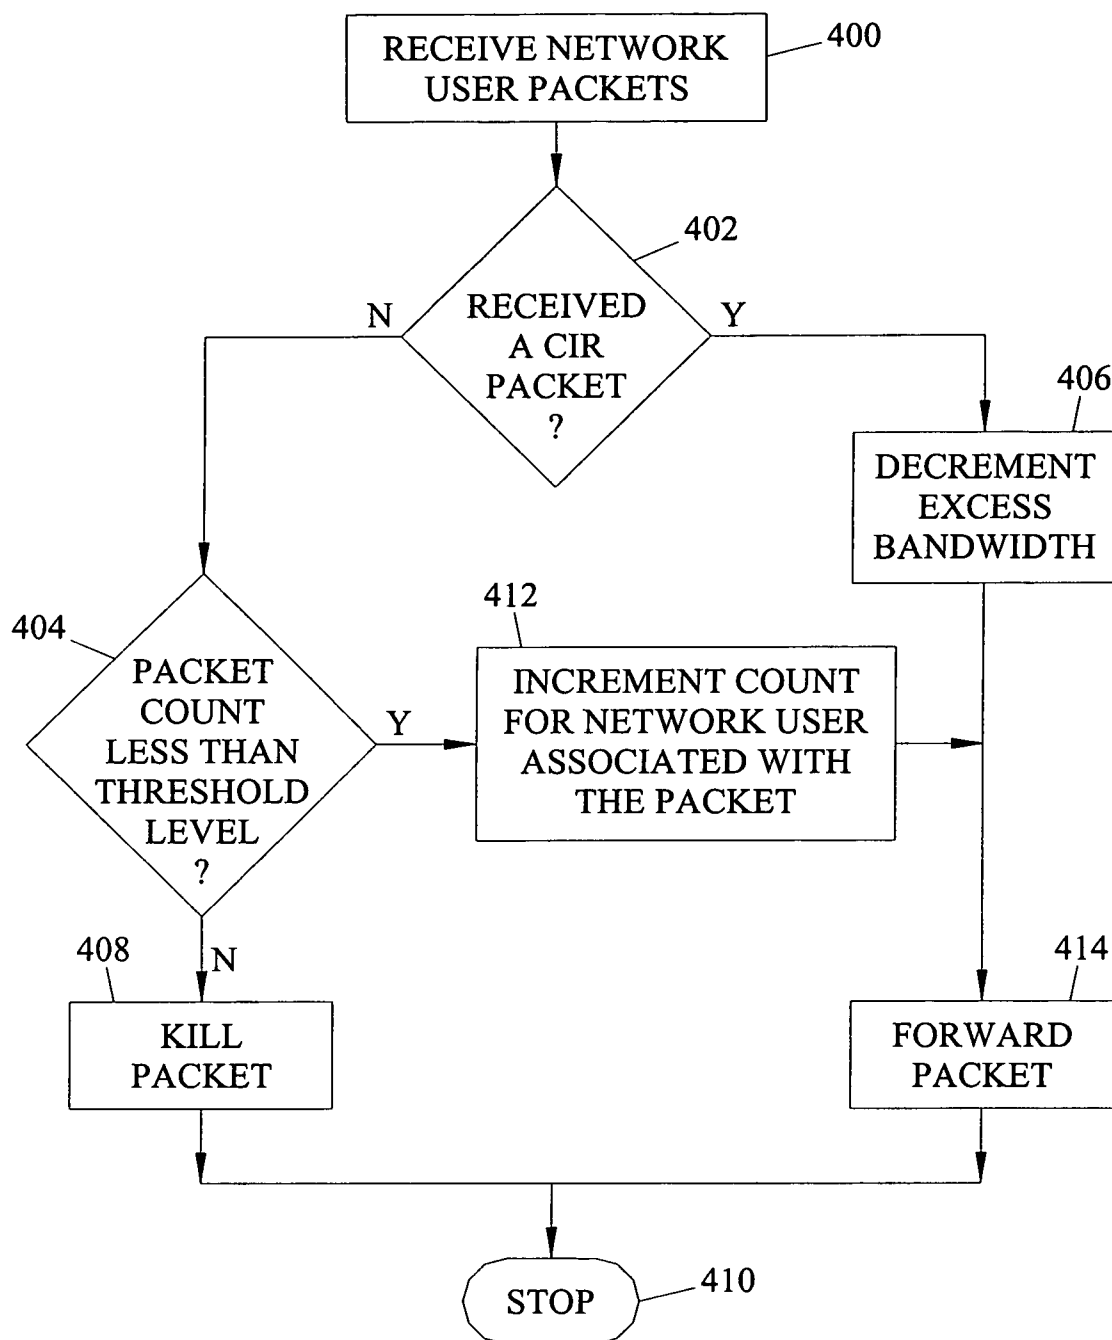 RECEIVE NETWORK
USER PACKETS
400
402
RECEIVED
A CIR
PACKET
?
N
Y
406
DECREMENT
EXCESS
BANDWIDTH
404
PACKET
COUNT
LESS THAN
THRESHOLD
LEVEL
?
Y
N
412
INCREMENT COUNT
FOR NETWORK USER
ASSOCIATED WITH
THE PACKET
408
KILL
PACKET
414
FORWARD
PACKET
STOP
410